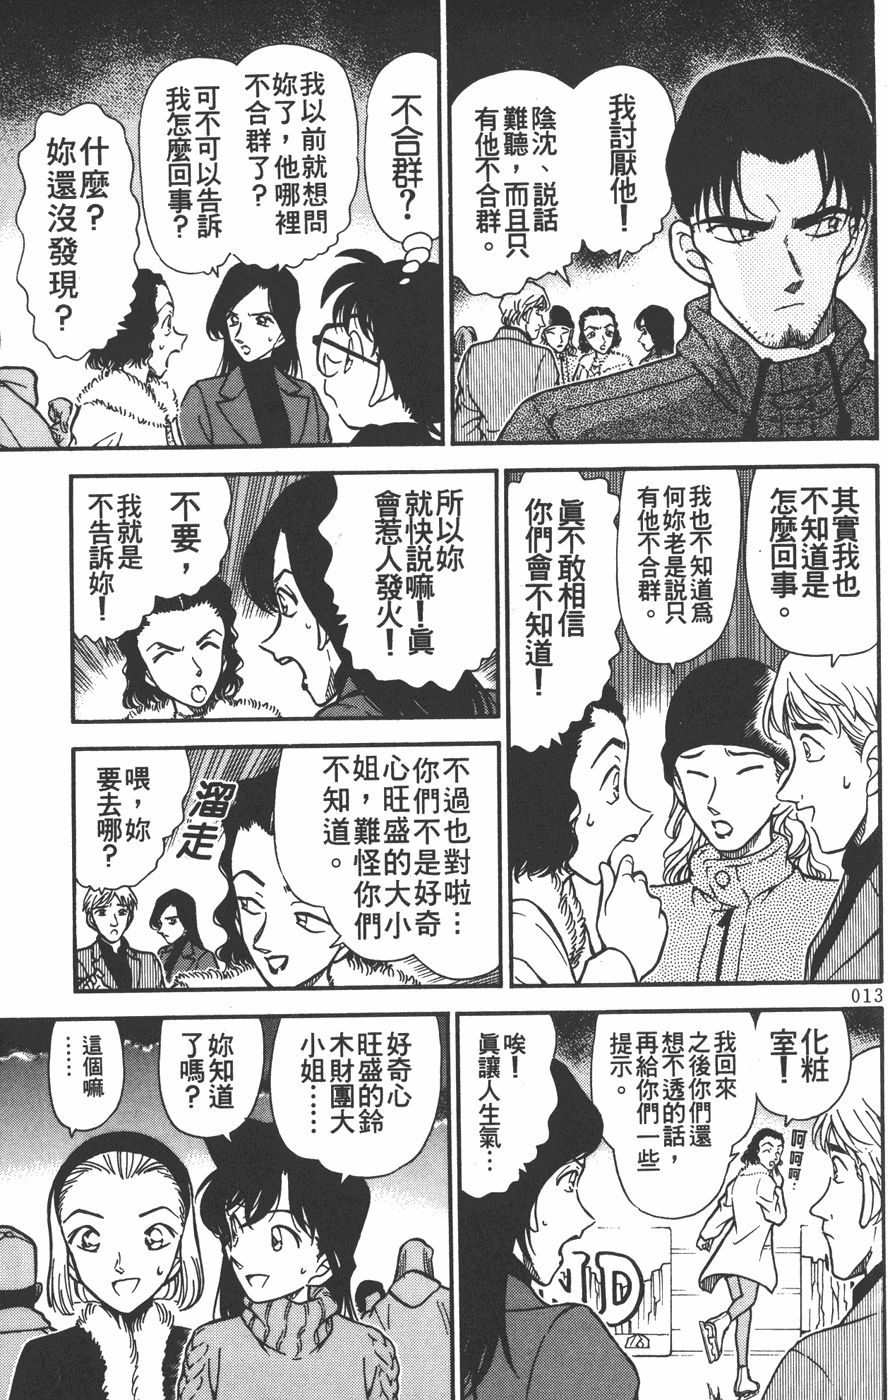 我討厭他！
陰沈、說話
難聽，而且只
有他不合群。
不合群？
我以前就想問
妳了，他哪裡
不合群了？
可不可以告訴
我怎麼回事？
什麼？
妳還沒發現？
其實我也
不知道是
怎麼回事。
我也不知道爲
何妳老是說只
有他不合群。
眞不敢相信
你們會不知道！
所以妳
就快說嘛！眞
會惹人發火！
不要，
我就是
不告訴妳！
不過也對啦…
你們不是好奇
心旺盛的大小
姐，難怪你們
不知道。
溜走
喂，妳
要去哪？
013
化粧
室！
我回來
之後你們還
想不透的話，
再給你們一些
提示。
呵呵呵…
唉！
眞讓人生氣…
ND
好奇心
旺盛的鈴
木財團大
小姐……
妳知道
了嗎？
這個嘛
……